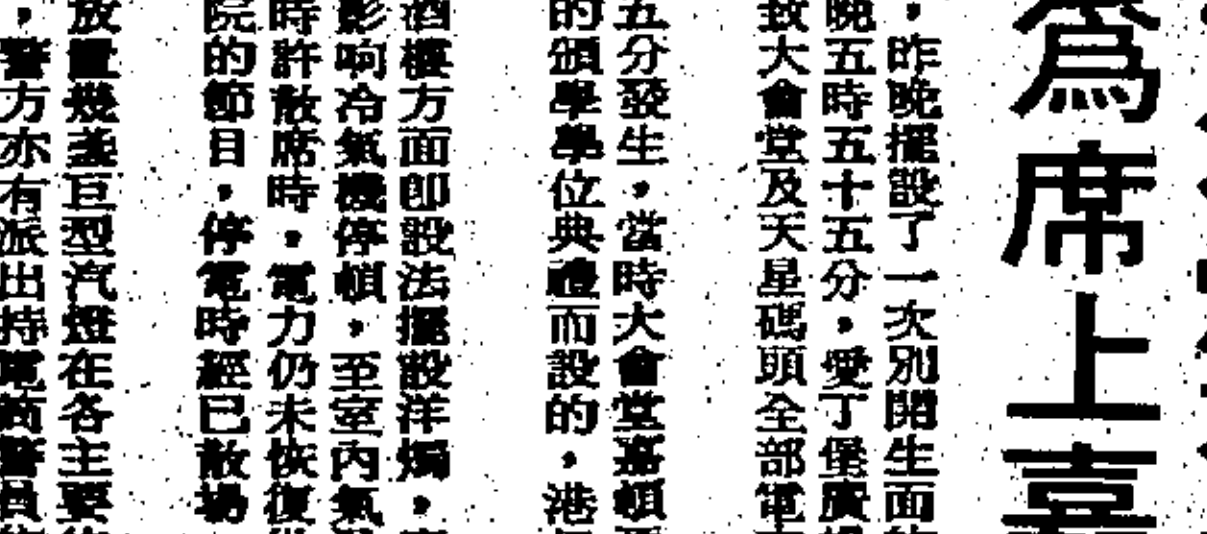 為席上喜
，昨晚擺設了一次別開生面
晚五時五十五分，愛丁堡廣
致大會堂及天星碼頭全部電
五分發生，當時大會堂嘉頓
的頒學學位典禮而設的，港
酒樓方面即設法擺設洋燭，
影响冷氣機停頓，至室內氣
時許散席時，電力仍未恢復
院的節目，停電時經已散場
放置幾盞巨型汽燈在各主要
，警方亦有派出持電筒警員